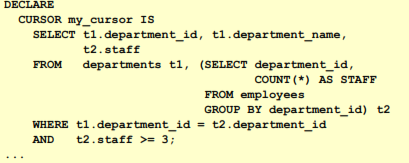 DECLARE
CURSOR my_cursor IS
SELECT t1.department_id, t1.department_name,
t2.staff
FROM departments t1, (SELECT department_id,
COUNT(*) AS STAFF
FROM employees
GROUP BY department_id) t2
WHERE t1.department_id = t2.department_id
AND t2.staff >= 3;
...